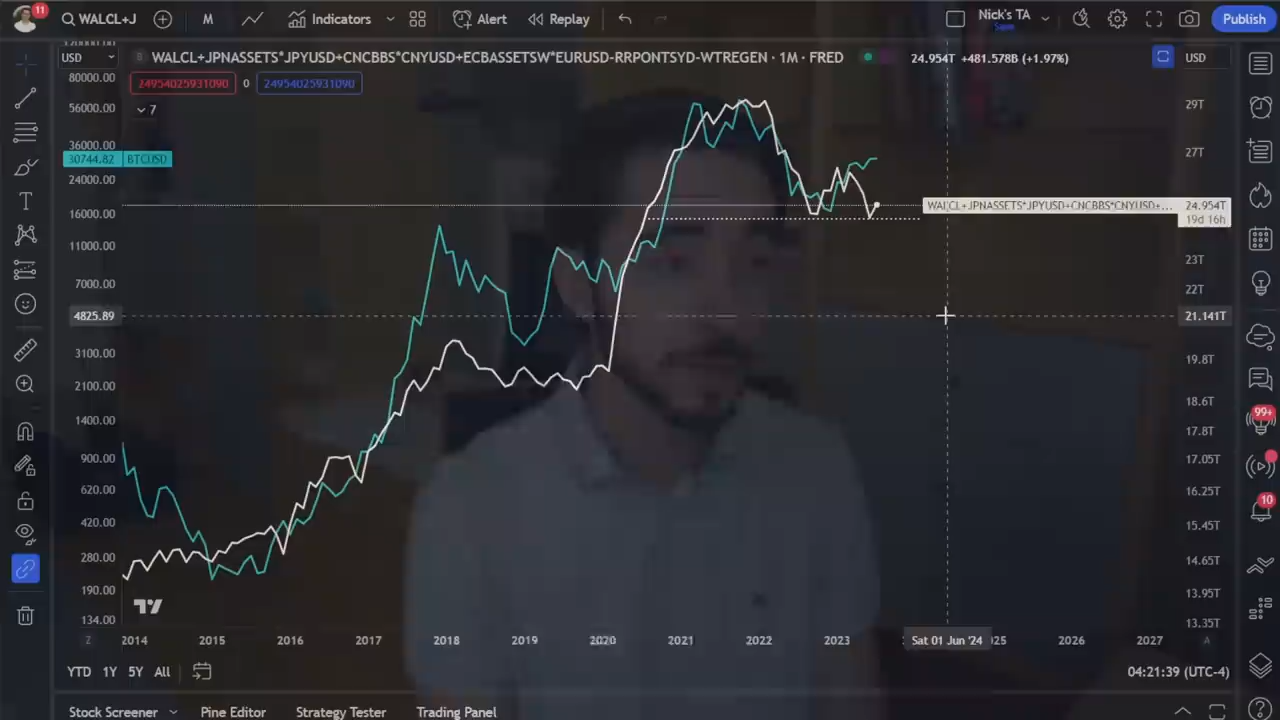 11
WALCL+J
M
Indicators
Alert
Replay
Nick's TA
Save
Publish
USD
WALCL+JPNASSETS*JPYUSD+CNCBBS*CNYUSD+ECBASSETSW*EURUSD-RRPONTSYD-WTREGEN · 1M · FRED
24.954T +481.578B (+1.97%)
USD
24954025931090
0
24954025931090
7
80000.00
56000.00
36000.00
30744.82 BTCUSD
24000.00
16000.00
11000.00
7000.00
4825.89
3100.00
2100.00
1400.00
900.00
620.00
420.00
280.00
190.00
134.00
29T
27T
WALCL+JPNASSETS*JPYUSD+CNCBBS*CNYUSD+...
24.954T
19d 16h
23T
22T
21.141T
19.8T
18.6T
17.8T
17.05T
16.25T
15.45T
14.65T
13.95T
13.35T
99+
10
Z
2014
2015
2016
2017
2018
2019
2020
2021
2022
2023
Sat 01 Jun '24
2026
2027
A
YTD
1Y
5Y
All
04:21:39 (UTC-4)
Stock Screener
Pine Editor
Strategy Tester
Trading Panel